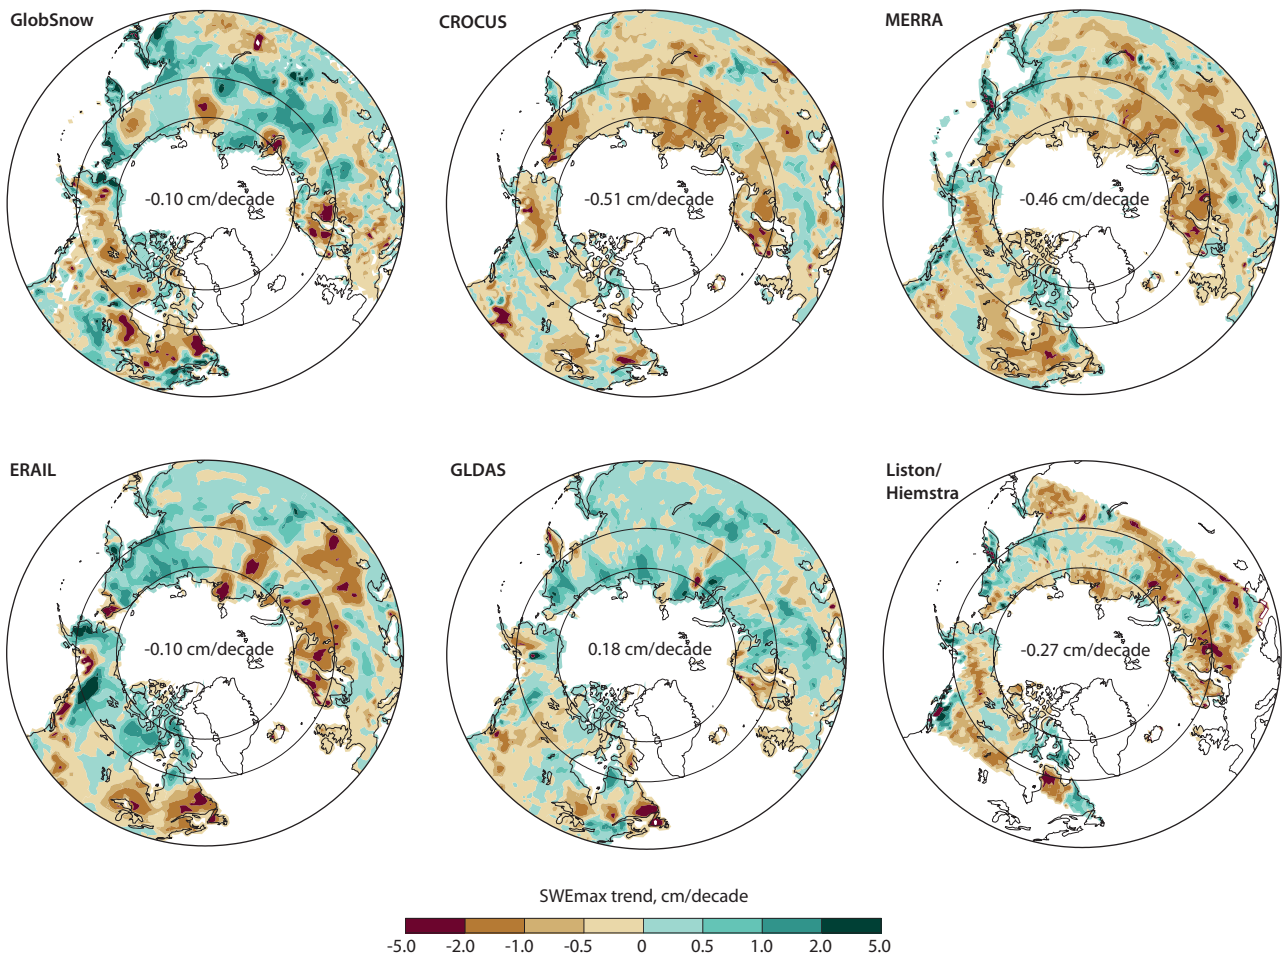 GlobSnow
-0.10 cm/decade
CROCUS
-0.51 cm/decade
MERRA
-0.46 cm/decade
ERAIL
-0.10 cm/decade
GLDAS
0.18 cm/decade
Liston/
Hiemstra
-0.27 cm/decade
SWEmax trend, cm/decade
-5.0 -2.0 -1.0 -0.5 0 0.5 1.0 2.0 5.0